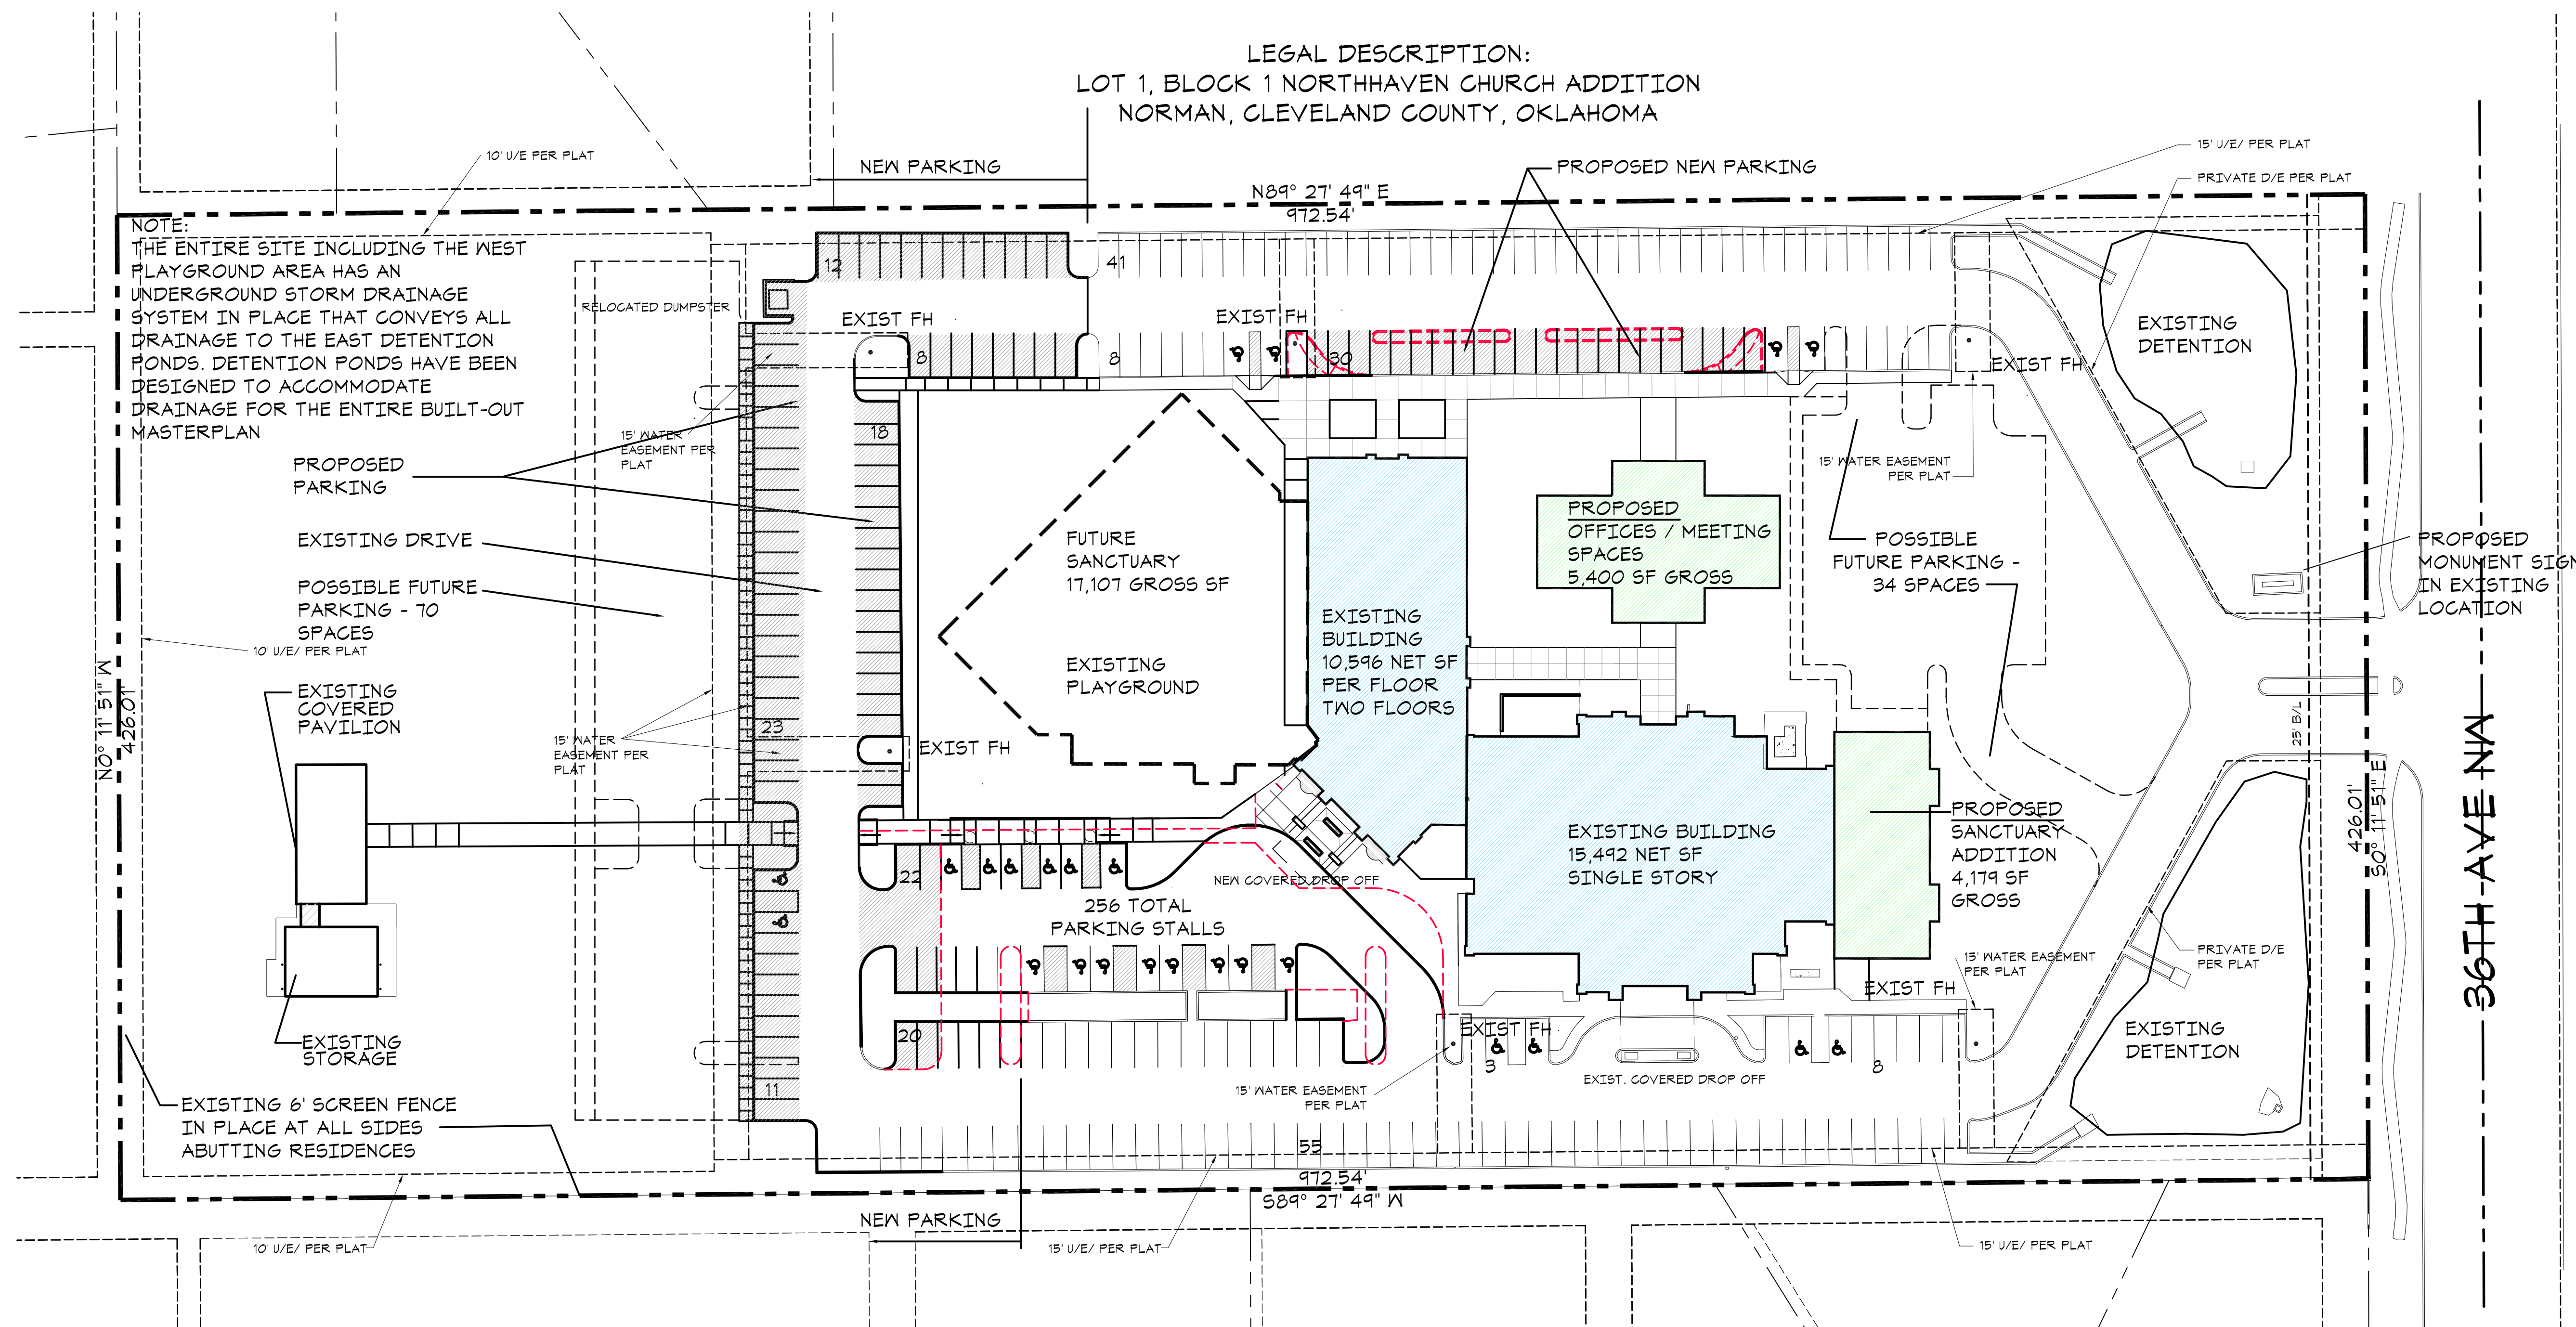 LEGAL DESCRIPTION:
LOT 1, BLOCK 1 NORTHHAVEN CHURCH ADDITION
NORMAN, CLEVELAND COUNTY, OKLAHOMA
10' U/E PER PLAT
NEW PARKING
PROPOSED NEW PARKING
15' U/E/ PER PLAT
PRIVATE D/E PER PLAT
N89° 27' 49" E
972.54'
NOTE:
THE ENTIRE SITE INCLUDING THE WEST
PLAYGROUND AREA HAS AN
UNDERGROUND STORM DRAINAGE
SYSTEM IN PLACE THAT CONVEYS ALL
DRAINAGE TO THE EAST DETENTION
PONDS. DETENTION PONDS HAVE BEEN
DESIGNED TO ACCOMMODATE
DRAINAGE FOR THE ENTIRE BUILT-OUT
MASTERPLAN
12
41
RELOCATED DUMPSTER
EXIST FH
EXIST FH
8
8
30
EXIST FH
EXISTING
DETENTION
15' WATER
EASEMENT PER
PLAT
18
15' WATER EASEMENT
PER PLAT
PROPOSED
PARKING
EXISTING DRIVE
POSSIBLE FUTURE
PARKING - 70
SPACES
10' U/E/ PER PLAT
FUTURE
SANCTUARY
17,107 GROSS SF
EXISTING
PLAYGROUND
PROPOSED
OFFICES / MEETING
SPACES
5,400 SF GROSS
POSSIBLE
FUTURE PARKING -
34 SPACES
PROPOSED
MONUMENT SIGN
IN EXISTING
LOCATION
EXISTING
BUILDING
10,596 NET SF
PER FLOOR
TWO FLOORS
N0° 11' 51" W
426.01'
EXISTING
COVERED
PAVILION
15' WATER
EASEMENT PER
PLAT
23
EXIST FH
25' B/L
426.01'
S0° 11' 51" E
36TH AVE NW
EXISTING BUILDING
15,492 NET SF
SINGLE STORY
PROPOSED
SANCTUARY
ADDITION
4,179 SF
GROSS
22
NEW COVERED DROP OFF
256 TOTAL
PARKING STALLS
PRIVATE D/E
PER PLAT
15' WATER EASEMENT
PER PLAT
EXIST FH
EXISTING
STORAGE
20
EXIST FH
3
8
EXIST. COVERED DROP OFF
EXISTING
DETENTION
11
15' WATER EASEMENT
PER PLAT
EXISTING 6' SCREEN FENCE
IN PLACE AT ALL SIDES
ABUTTING RESIDENCES
55
972.54'
S89° 27' 49" W
NEW PARKING
10' U/E/ PER PLAT
15' U/E/ PER PLAT
15' U/E/ PER PLAT